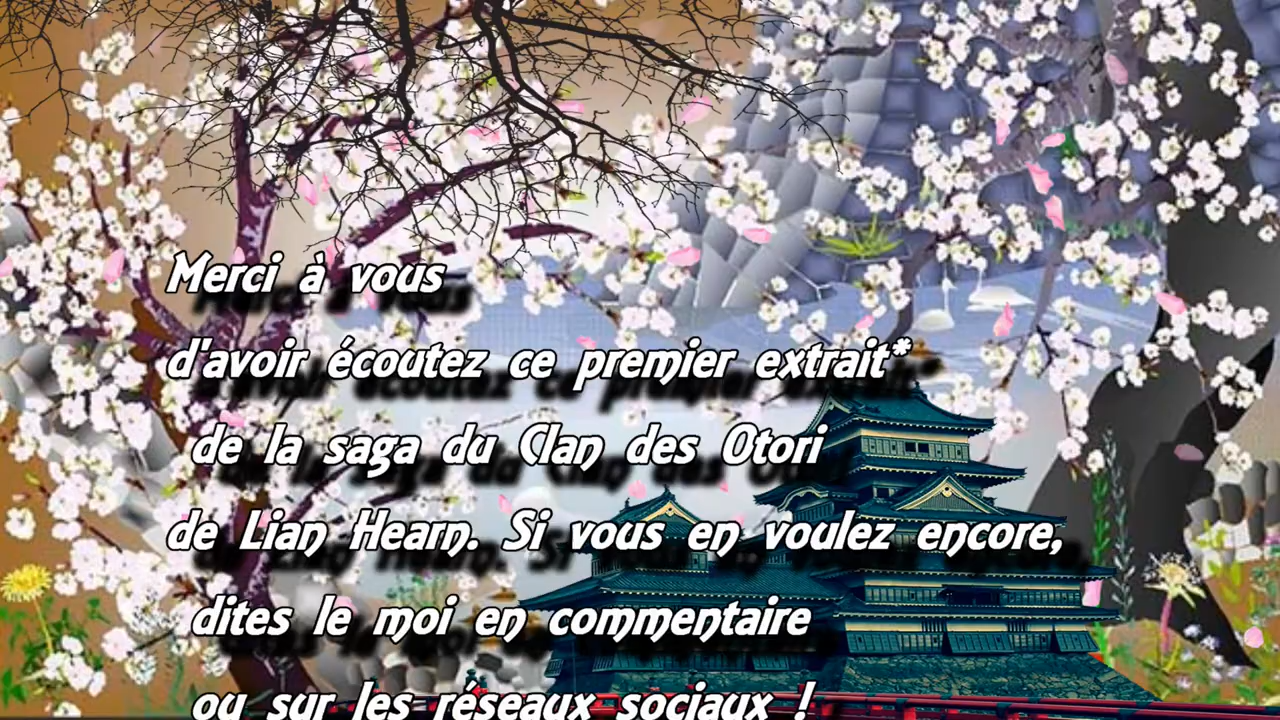 Merci à vous
d'avoir écoutez ce premier extrait*
de la saga du Clan des Otori
de Lian Hearn. Si vous en voulez encore,
dites le moi en commentaire
ou sur les réseaux sociaux !